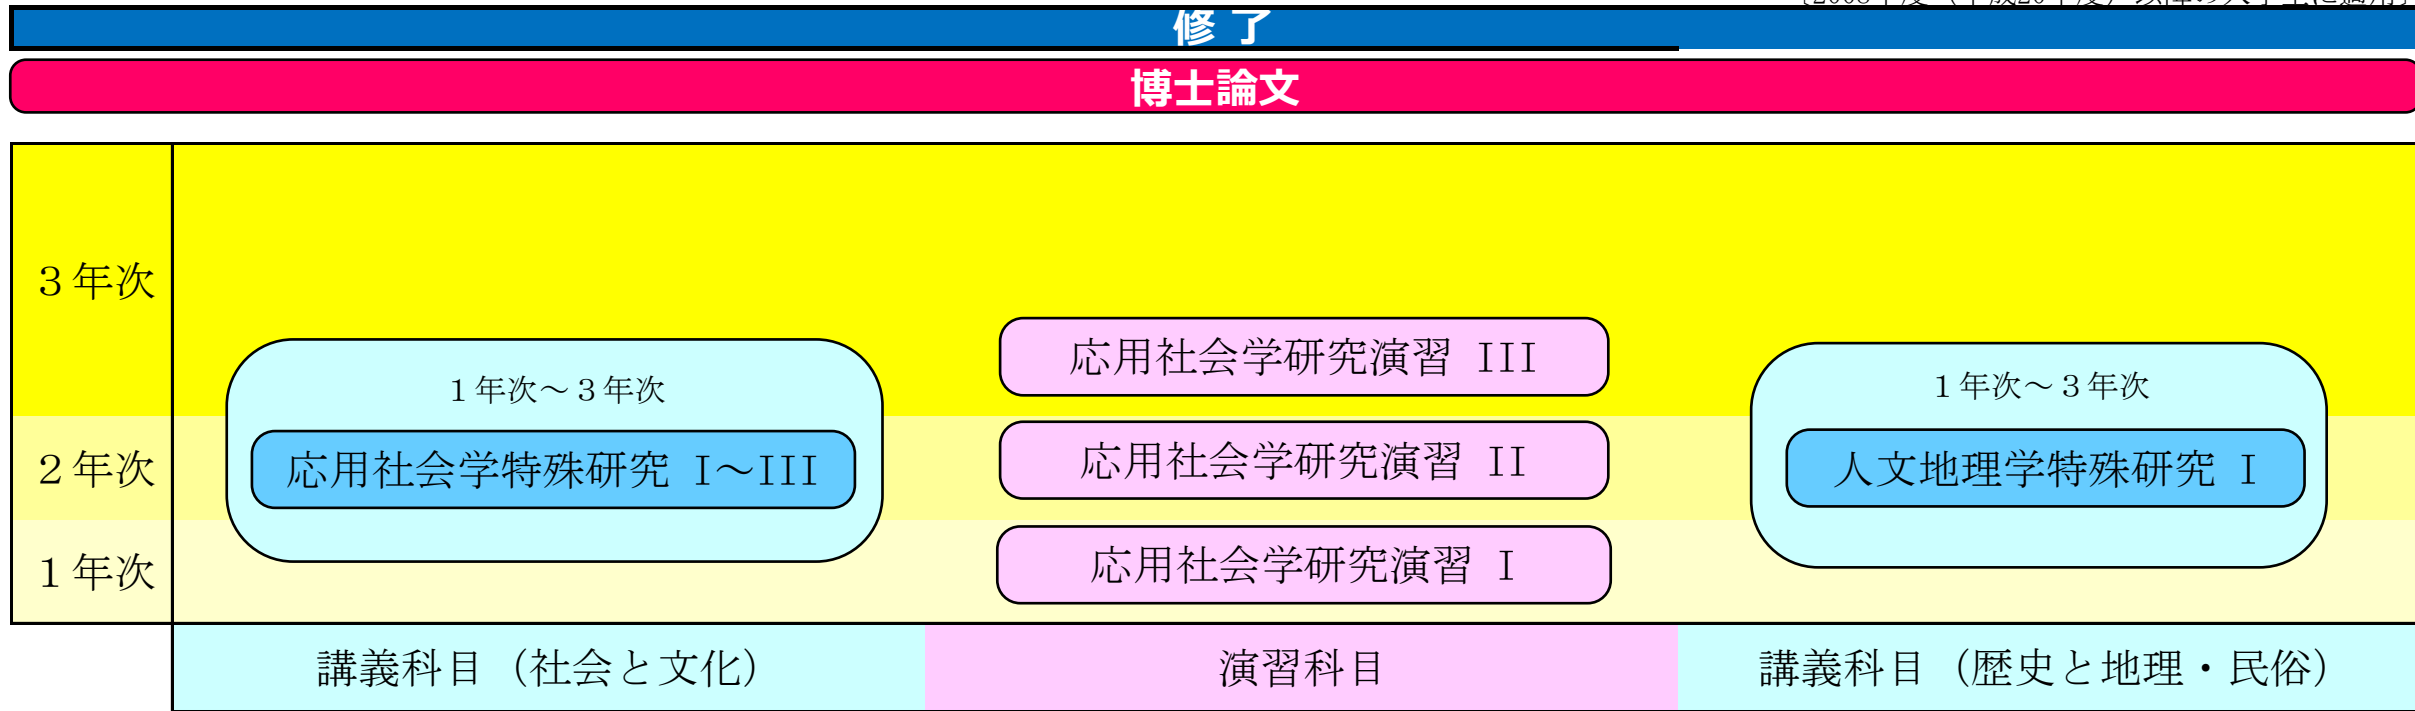 修 了
博士論文
３年次
応用社会学研究演習 III
１年次～３年次
１年次～３年次
２年次
応用社会学特殊研究 I～III
応用社会学研究演習 II
人文地理学特殊研究 I
１年次
応用社会学研究演習 I
講義科目（社会と文化）
演習科目
講義科目（歴史と地理・民俗）